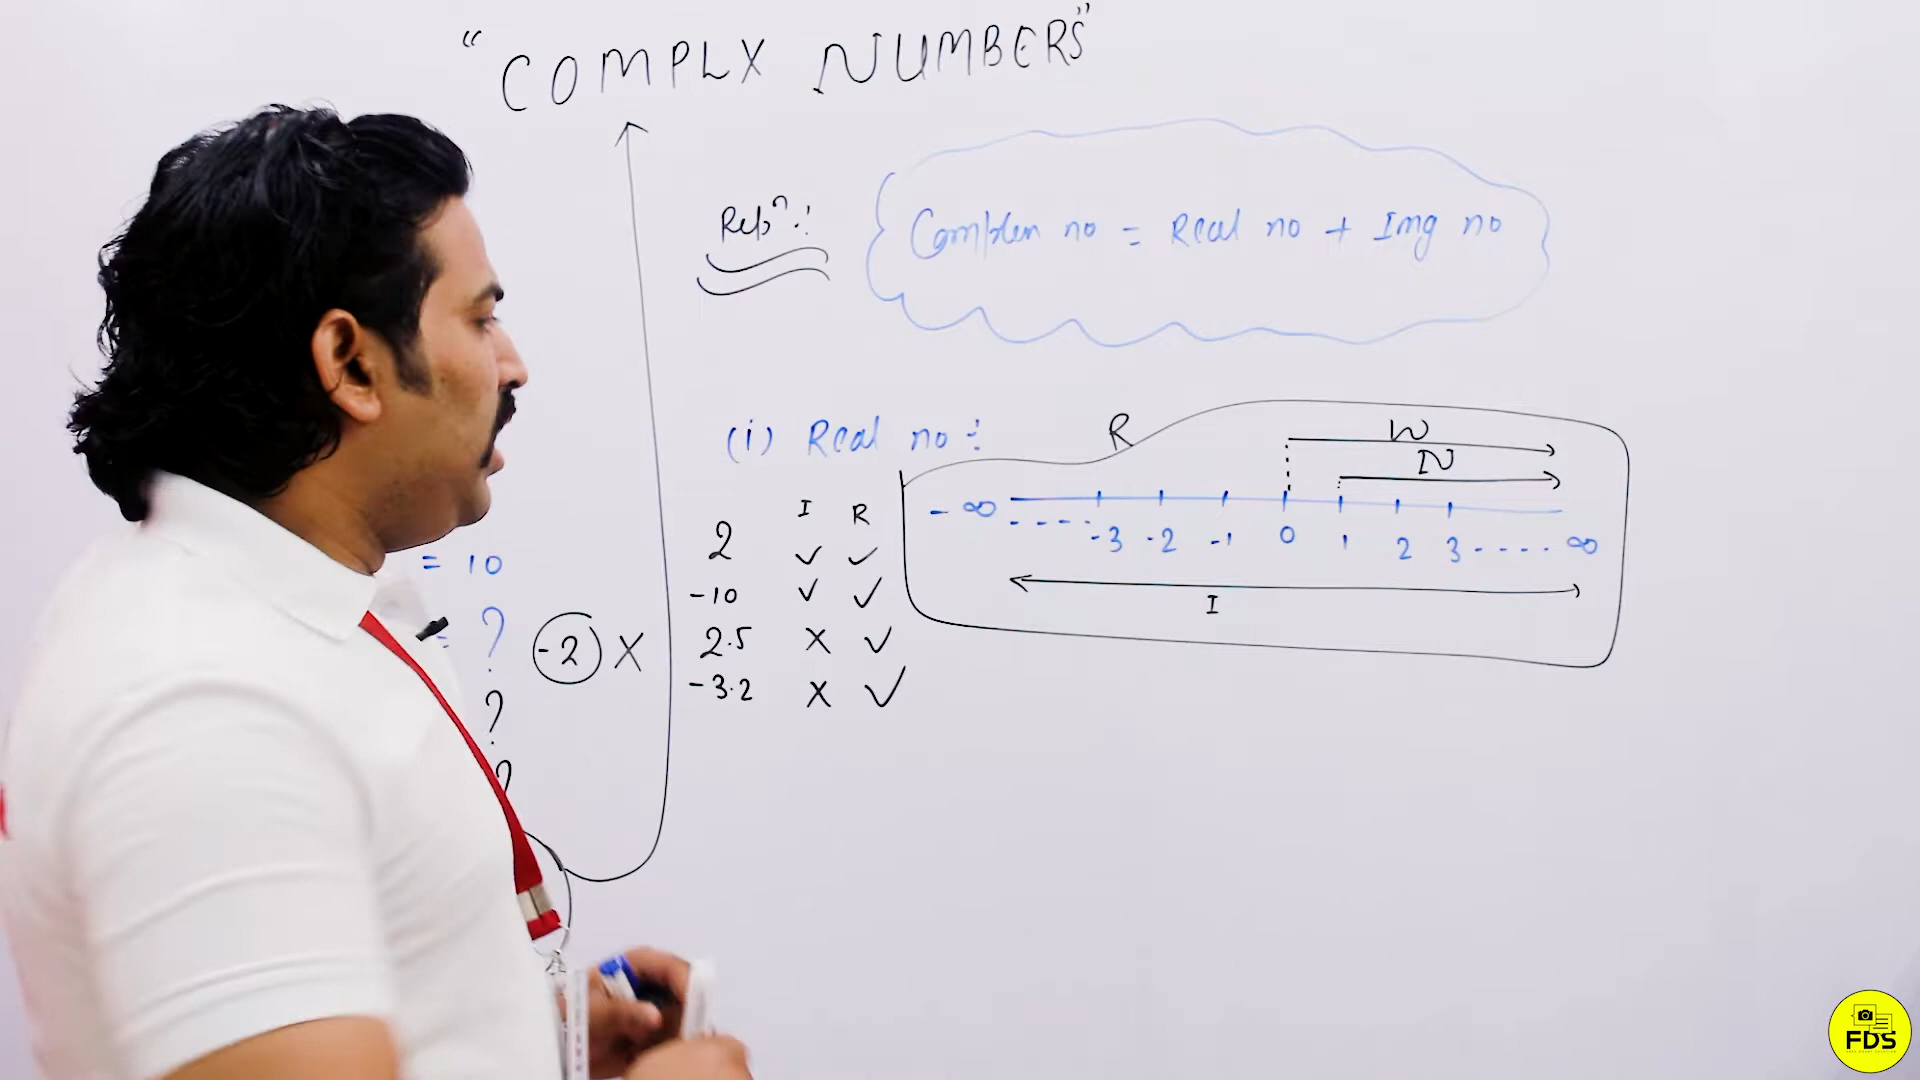 "COMPLX NUMBERS"
Repn :
Complex no = Real no + Img no
(i) Real no :
R
W
N
- ∞ - - - - -3 -2 -1 0 1 2 3 - - - - ∞
I
I R
2 ✓ ✓
-10 ✓ ✓
2.5 X ✓
-3.2 X ✓
= 10
= ? -2 X
?
?
FDS